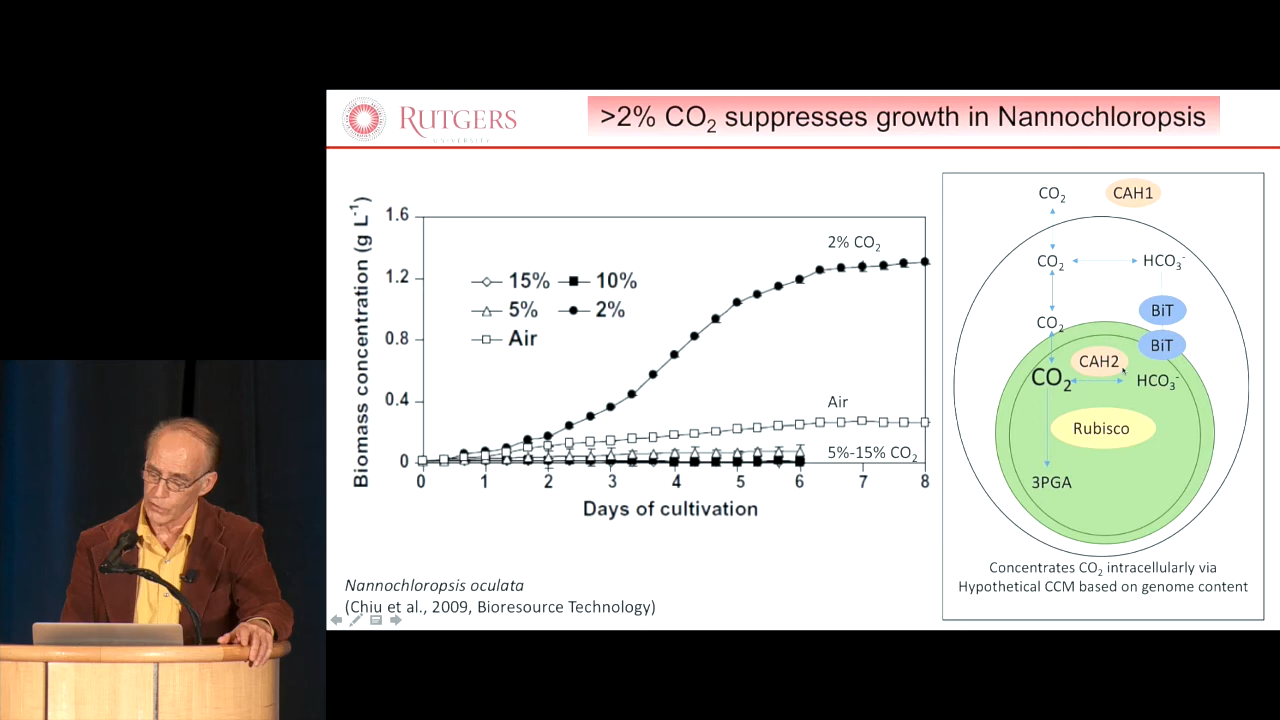 RUTGERS
UNIVERSITY
>2% CO₂ suppresses growth in Nannochloropsis
Biomass concentration (g L⁻¹)
1.6
1.2
0.8
0.4
0
15% 10%
5% 2%
Air
2% CO₂
Air
5%-15% CO₂
0 1 2 3 4 5 6 7 8
Days of cultivation
Nannochloropsis oculata
(Chiu et al., 2009, Bioresource Technology)
CO₂ CAH1
CO₂ HCO₃⁻
BiT
CO₂
BiT
CAH2
CO₂ HCO₃⁻
Rubisco
3PGA
Concentrates CO₂ intracellularly via
Hypothetical CCM based on genome content